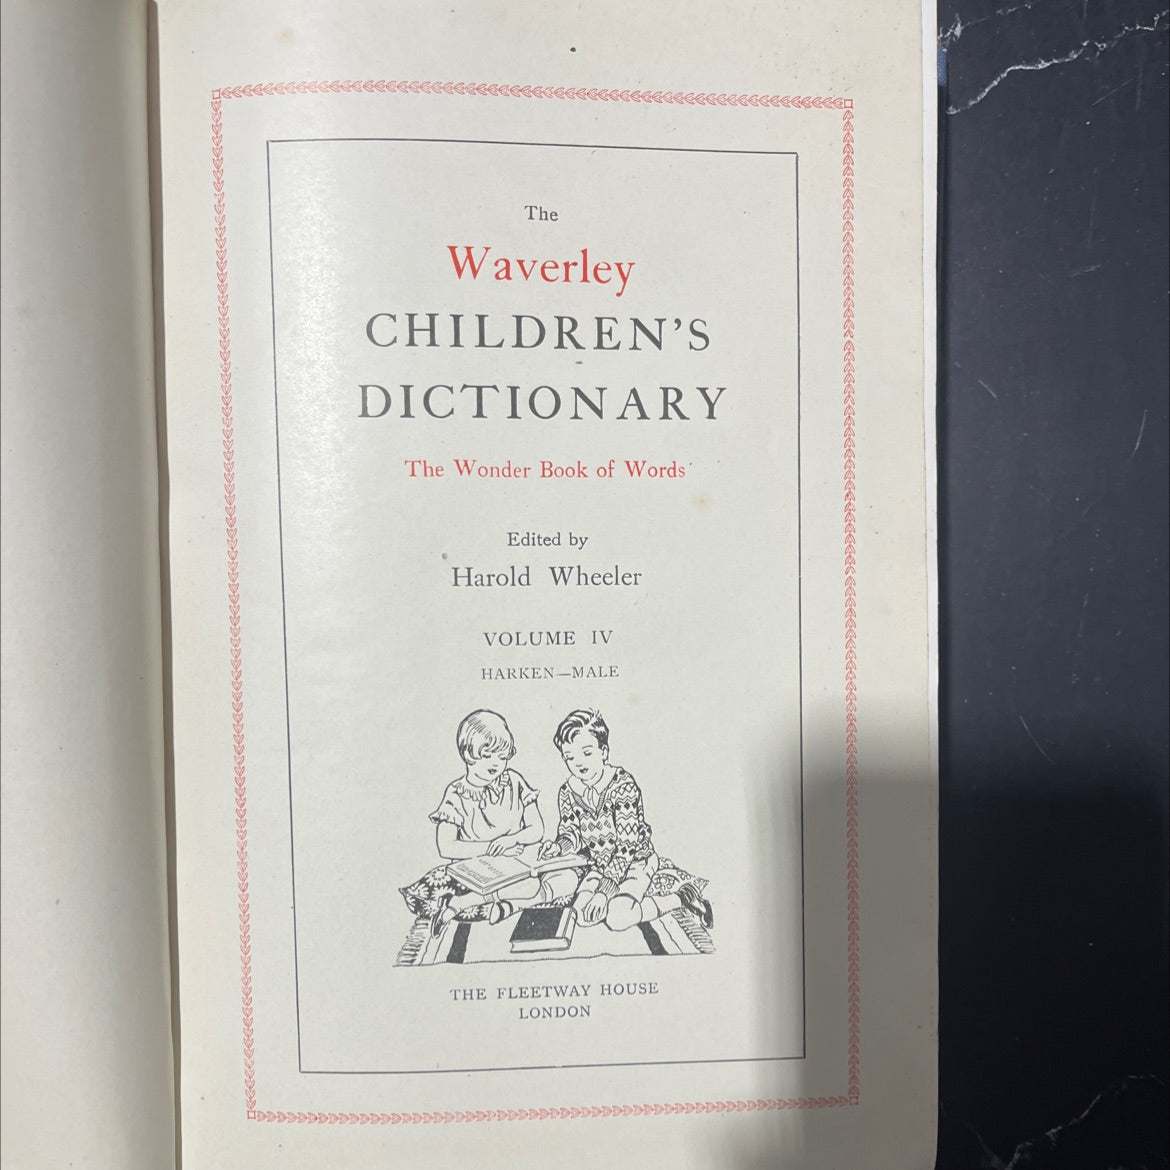 The
Waverley
CHILDREN'S
DICTIONARY
The Wonder Book of Words
Edited by
Harold Wheeler
VOLUME IV
HARKEN—MALE
THE FLEETWAY HOUSE
LONDON